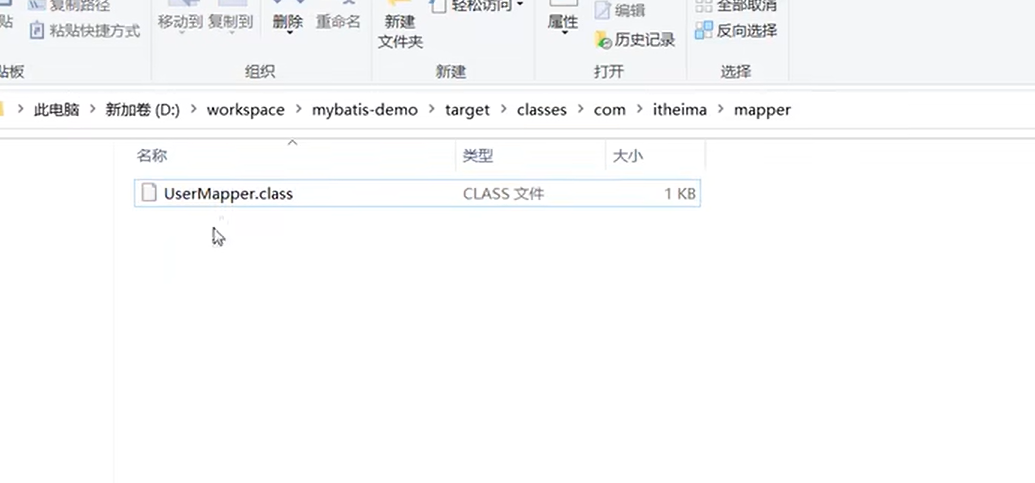 贴
复制路径
粘贴快捷方式
移动到
复制到
删除
重命名
新建
文件夹
轻松访问
属性
编辑
历史记录
全部取消
反向选择
贴板
组织
新建
打开
选择
此电脑 新加卷 (D:) workspace mybatis-demo target classes com itheima mapper
名称 类型 大小
UserMapper.class CLASS 文件 1 KB